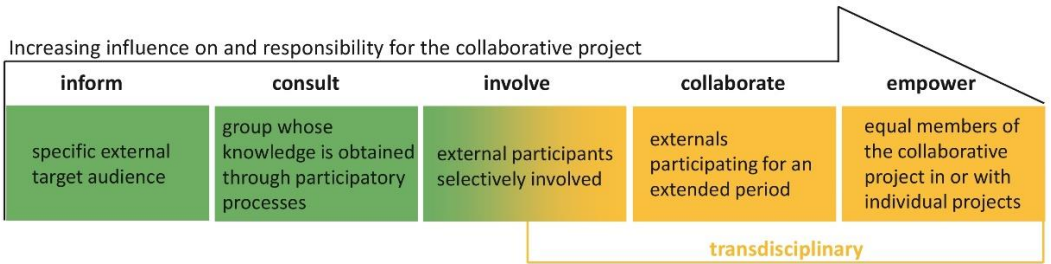 Increasing influence on and responsibility for the collaborative project
inform
consult
involve
collaborate
empower
specific external
target audience
group whose
knowledge is obtained
through participatory
processes
external participants
selectively involved
externals
participating for an
extended period
equal members of
the collaborative
project in or with
individual projects
transdisciplinary